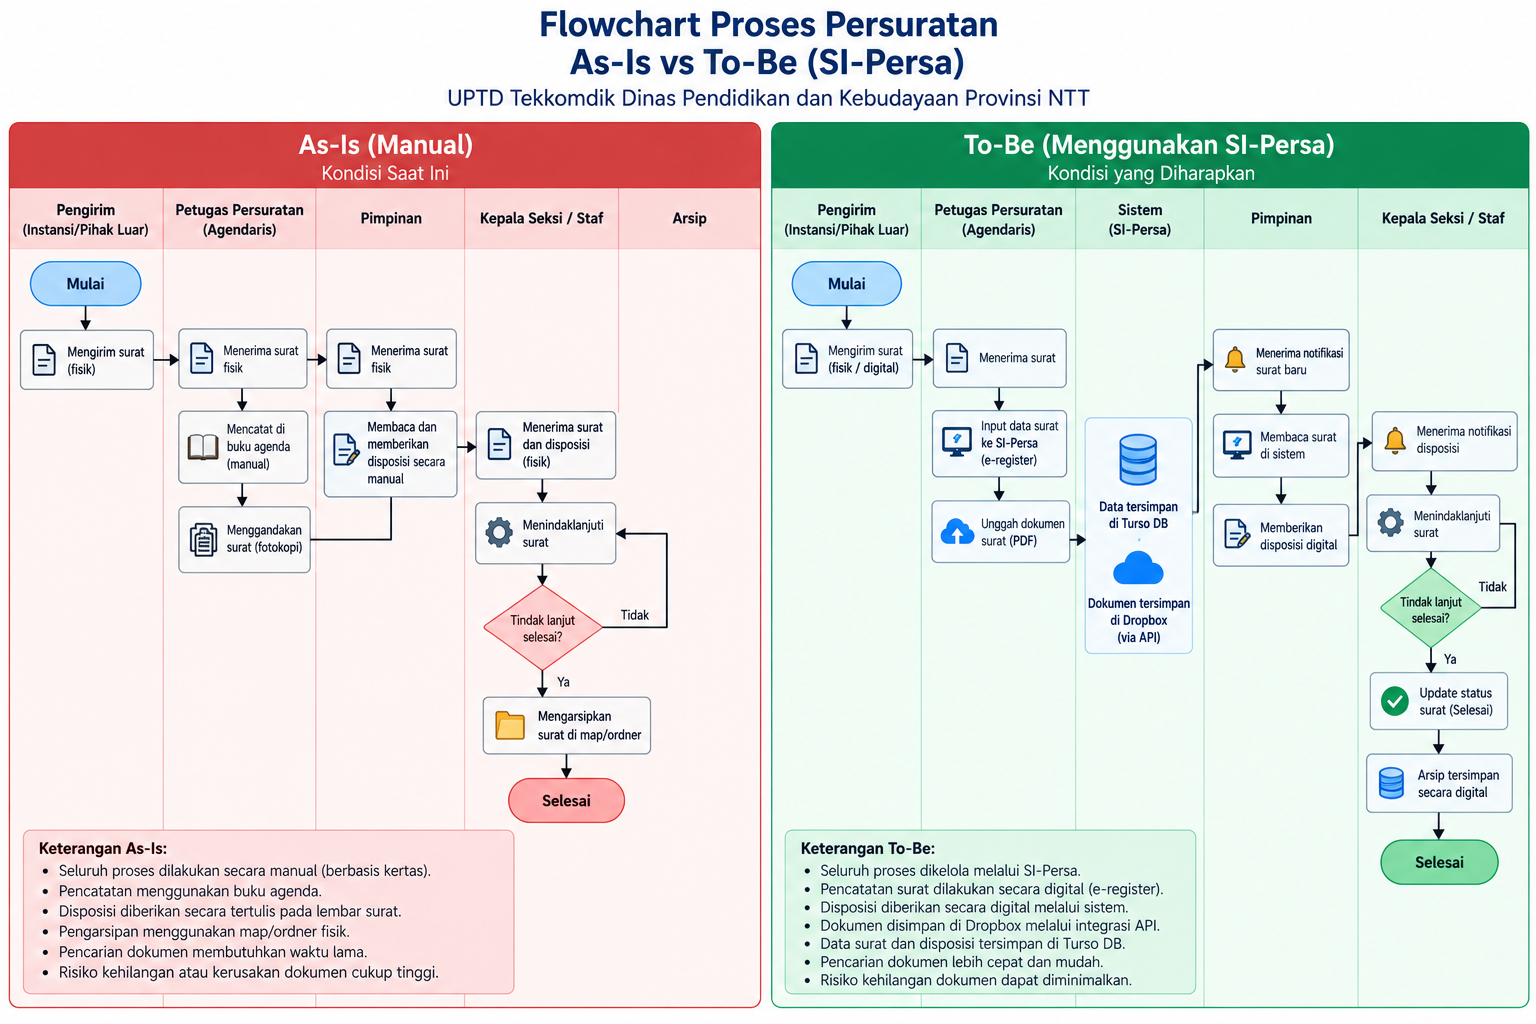 Flowchart Proses Persuratan
As-Is vs To-Be (SI-Persa)
UPTD Tekkomdik Dinas Pendidikan dan Kebudayaan Provinsi NTT
As-Is (Manual)
Kondisi Saat Ini
Pengirim
(Instansi/Pihak Luar)
Petugas Persuratan
(Agendaris)
Pimpinan
Kepala Seksi / Staf
Arsip
Mulai
Mengirim surat
(fisik)
Menerima surat
fisik
Menerima surat
fisik
Mencatat di
buku agenda
(manual)
Membaca dan
memberikan
disposisi secara
manual
Menerima surat
dan disposisi
(fisik)
Menggandakan
surat (fotokopi)
Menindaklanjuti
surat
Tindak lanjut
selesai?
Tidak
Ya
Mengarsipkan
surat di map/ordner
Selesai
Keterangan As-Is:
• Seluruh proses dilakukan secara manual (berbasis kertas).
• Pencatatan menggunakan buku agenda.
• Disposisi diberikan secara tertulis pada lembar surat.
• Pengarsipan menggunakan map/ordner fisik.
• Pencarian dokumen membutuhkan waktu lama.
• Risiko kehilangan atau kerusakan dokumen cukup tinggi.
To-Be (Menggunakan SI-Persa)
Kondisi yang Diharapkan
Pengirim
(Instansi/Pihak Luar)
Petugas Persuratan
(Agendaris)
Sistem
(SI-Persa)
Pimpinan
Kepala Seksi / Staf
Mulai
Mengirim surat
(fisik / digital)
Menerima surat
Input data surat
ke SI-Persa
(e-register)
Unggah dokumen
surat (PDF)
Data tersimpan
di Turso DB
Dokumen tersimpan
di Dropbox
(via API)
Menerima notifikasi
surat baru
Membaca surat
di sistem
Memberikan
disposisi digital
Menerima notifikasi
disposisi
Menindaklanjuti
surat
Tindak lanjut
selesai?
Tidak
Ya
Update status
surat (Selesai)
Arsip tersimpan
secara digital
Selesai
Keterangan To-Be:
• Seluruh proses dikelola melalui SI-Persa.
• Pencatatan surat dilakukan secara digital (e-register).
• Disposisi diberikan secara digital melalui sistem.
• Dokumen disimpan di Dropbox melalui integrasi API.
• Data surat dan disposisi tersimpan di Turso DB.
• Pencarian dokumen lebih cepat dan mudah.
• Risiko kehilangan dokumen dapat diminimalkan.